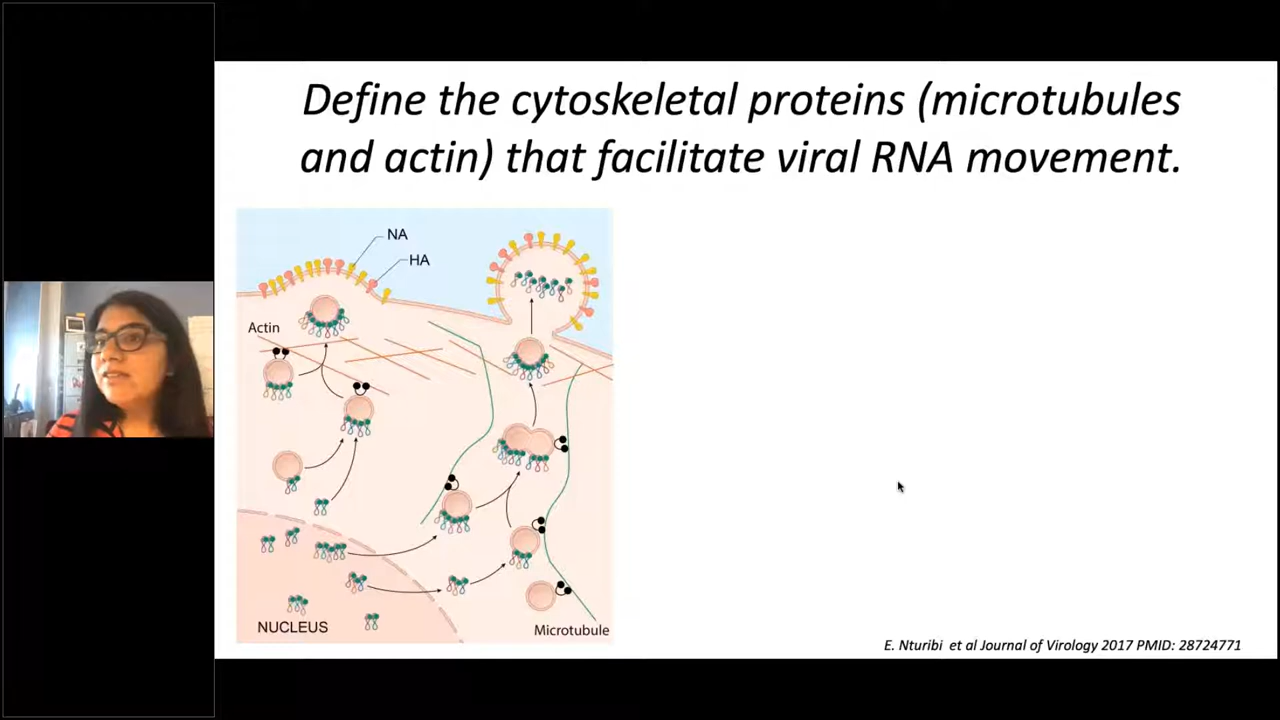 Define the cytoskeletal proteins (microtubules
and actin) that facilitate viral RNA movement.
NA
HA
Actin
NUCLEUS
Microtubule
E. Nturibi et al Journal of Virology 2017 PMID: 28724771